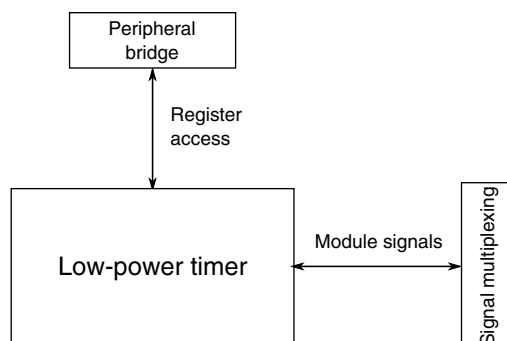 Peripheral
bridge
Register
access
Low-power timer
Module signals
Signal multiplexing